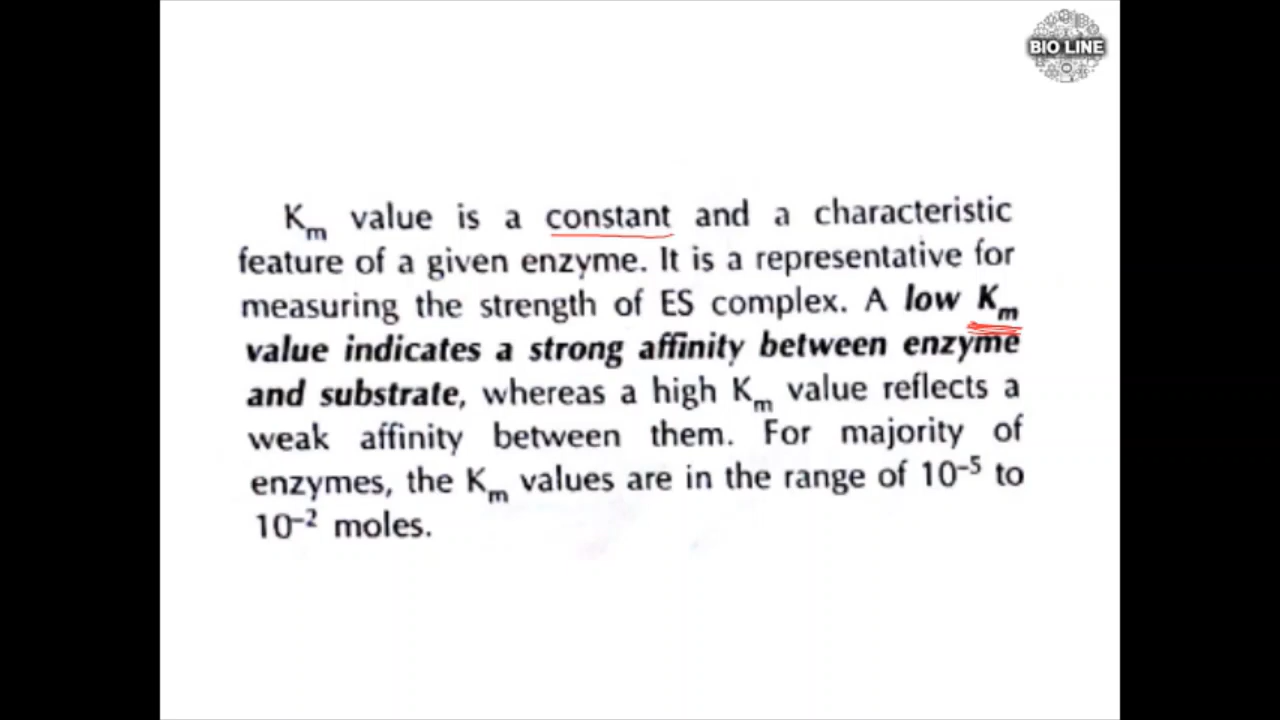 BIO LINE
Km value is a constant and a characteristic
feature of a given enzyme. It is a representative for
measuring the strength of ES complex. A low Km
value indicates a strong affinity between enzyme
and substrate, whereas a high Km value reflects a
weak affinity between them. For majority of
enzymes, the Km values are in the range of 10⁻⁵ to
10⁻² moles.